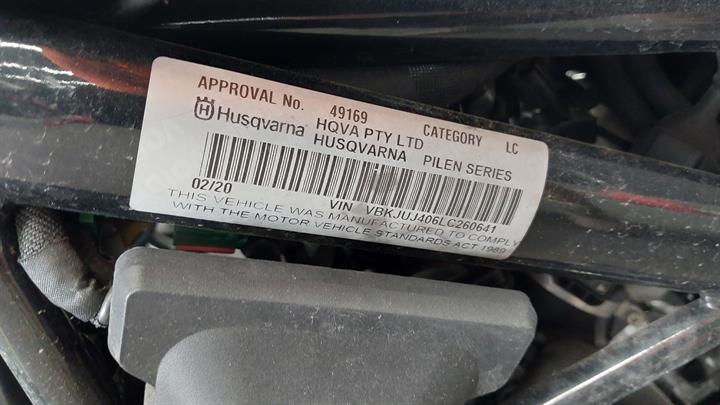 APPROVAL No. 49169 CATEGORY LC
Husqvarna HQVA PTY LTD
HUSQVARNA PILEN SERIES
02/20 VIN VBKJUJ406LC260641
THIS VEHICLE WAS MANUFACTURED TO COMPLY
WITH THE MOTOR VEHICLE STANDARDS ACT 1989